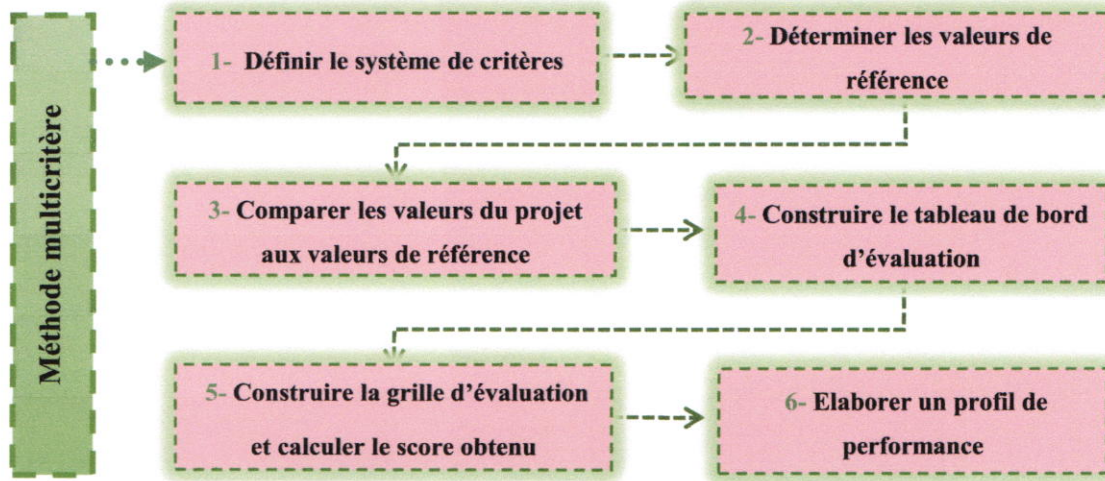 Méthode multicritère
1- Définir le système de critères
2- Déterminer les valeurs de
référence
3- Comparer les valeurs du projet
aux valeurs de référence
4- Construire le tableau de bord
d'évaluation
5- Construire la grille d'évaluation
et calculer le score obtenu
6- Elaborer un profil de
performance